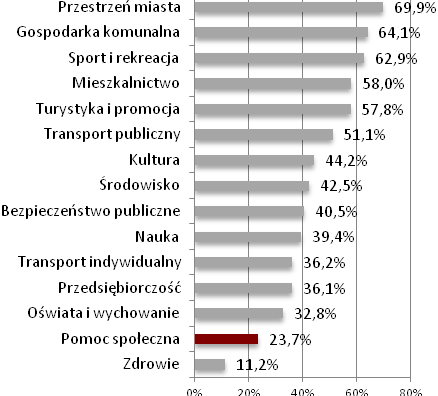 Przestrzeń miasta 69,9%
Gospodarka komunalna 64,1%
Sport i rekreacja 62,9%
Mieszkalnictwo 58,0%
Turystyka i promocja 57,8%
Transport publiczny 51,1%
Kultura 44,2%
Środowisko 42,5%
Bezpieczeństwo publiczne 40,5%
Nauka 39,4%
Transport indywidualny 36,2%
Przedsiębiorczość 36,1%
Oświata i wychowanie 32,8%
Pomoc społeczna 23,7%
Zdrowie 11,2%
0% 20% 40% 60% 80%